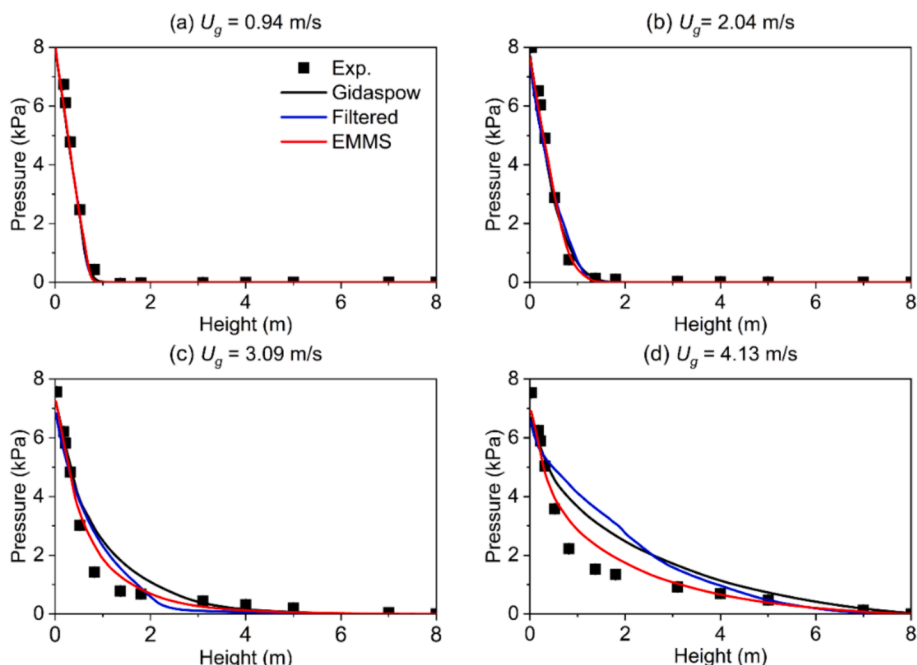 (a) U_g = 0.94 m/s
8
6
4
2
0
Pressure (kPa)
Exp.
Gidaspow
Filtered
EMMS
0 2 4 6 8
Height (m)
(b) U_g= 2.04 m/s
8
6
4
2
0
Pressure (kPa)
0 2 4 6 8
Height (m)
(c) U_g = 3.09 m/s
8
6
4
2
0
Pressure (kPa)
0 2 4 6 8
Height (m)
(d) U_g = 4.13 m/s
8
6
4
2
0
Pressure (kPa)
0 2 4 6 8
Height (m)